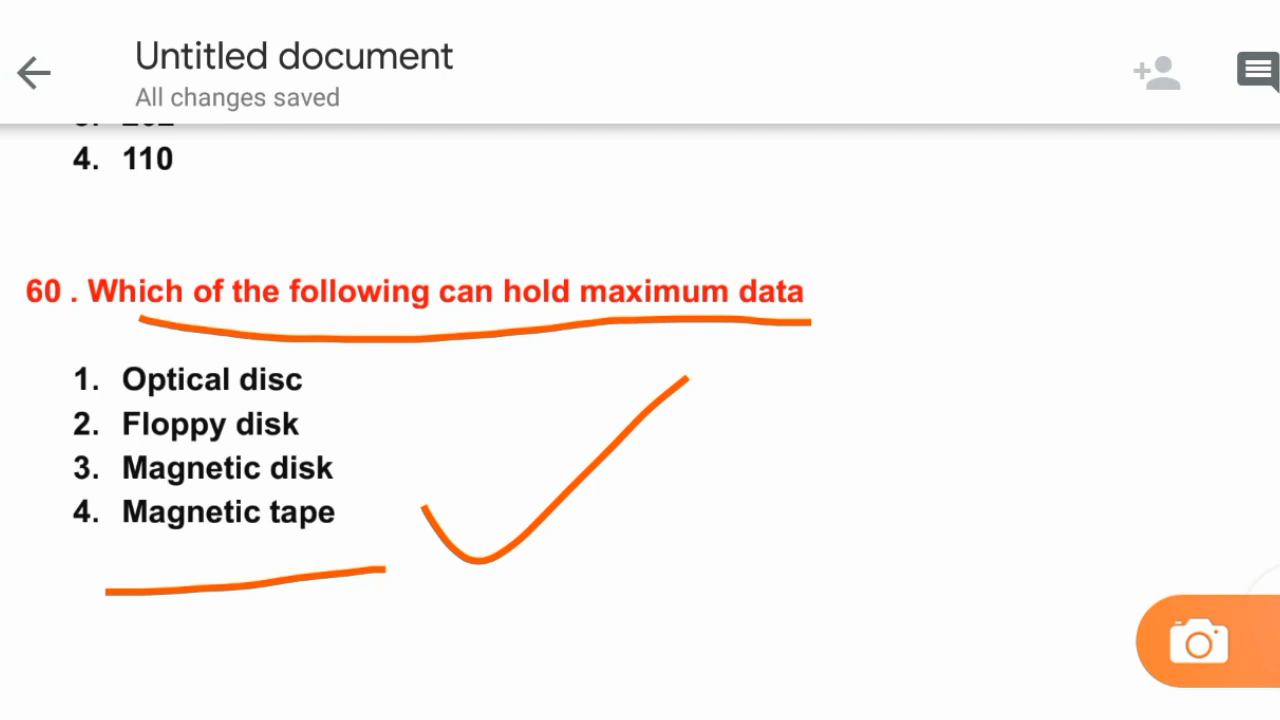 Untitled document
All changes saved
4. 110
60 . Which of the following can hold maximum data
1. Optical disc
2. Floppy disk
3. Magnetic disk
4. Magnetic tape